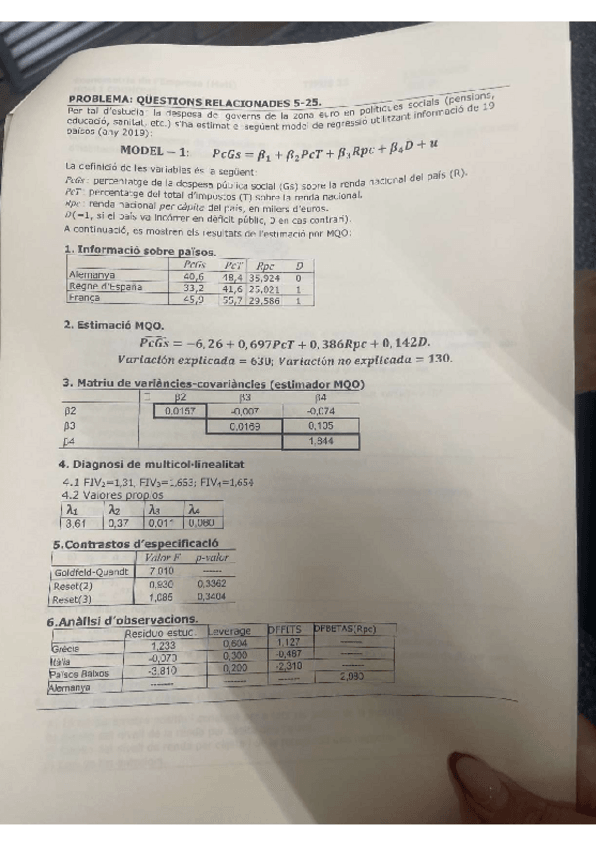 PROBLEMA: QÜESTIONS RELACIONADES 5-25.
Per tal d'estudiar la despesa de governs de la zona euro en polítiques socials (pensions,
educació, sanitat, etc.) s'ha estimat el següent model de regressió utilitzant informació de 19
països (any 2019):
MODEL − 1: PcGs = β1 + β2PcT + β3Rpc + β4D + u
La definició de les variables és la següent:
PcGs: percentatge de la despesa pública social (Gs) sobre la renda nacional del país (R).
PcT: percentatge del total d'impostos (T) sobre la renda nacional.
Rpc: renda nacional per càpita del país, en milers d'euros.
D(=1, si el país va incórrer en dèficit públic, 0 en cas contrari).
A continuació, es mostren els resultats de l'estimació per MQO:
1. Informació sobre països.
PcGs PcT Rpc D
Alemanya 40,6 48,4 35,924 0
Regne d'Espanya 33,2 41,6 25,021 1
França 45,9 55,7 29,586 1
2. Estimació MQO.
PcGs = −6,26 + 0,697PcT + 0,386Rpc + 0,142D.
Variación explicada = 630; Variación no explicada = 130.
3. Matriu de variències-covariàncies (estimador MQO)
β2 β3 β4
β2 0,0157 -0,007 -0,074
β3 0,0169 0,105
β4 1,844
4. Diagnosi de multicol·linealitat
4.1 FIV2=1,31, FIV3=1,653; FIV4=1,654
4.2 Valores propios
λ1 λ2 λ3 λ4
3,61 0,37 0,011 0,080
5.Contrastos d'especificació
Valor F p-valor
Goldfeld-Quandt 7,010 ------
Reset(2) 0,930 0,3362
Reset(3) 1,085 0,3404
6.Anàlisi d'observacions.
Residuo estuc. Leverage DFFITS DFBETAS(Rpc)
Grècia 1,233 0,604 1,127 ------
Itàlia -0,073 0,300 -0,487 ------
Països Baixos -3,810 0,200 -2,310 ------
Alemanya ------ ------ ------ 2,080